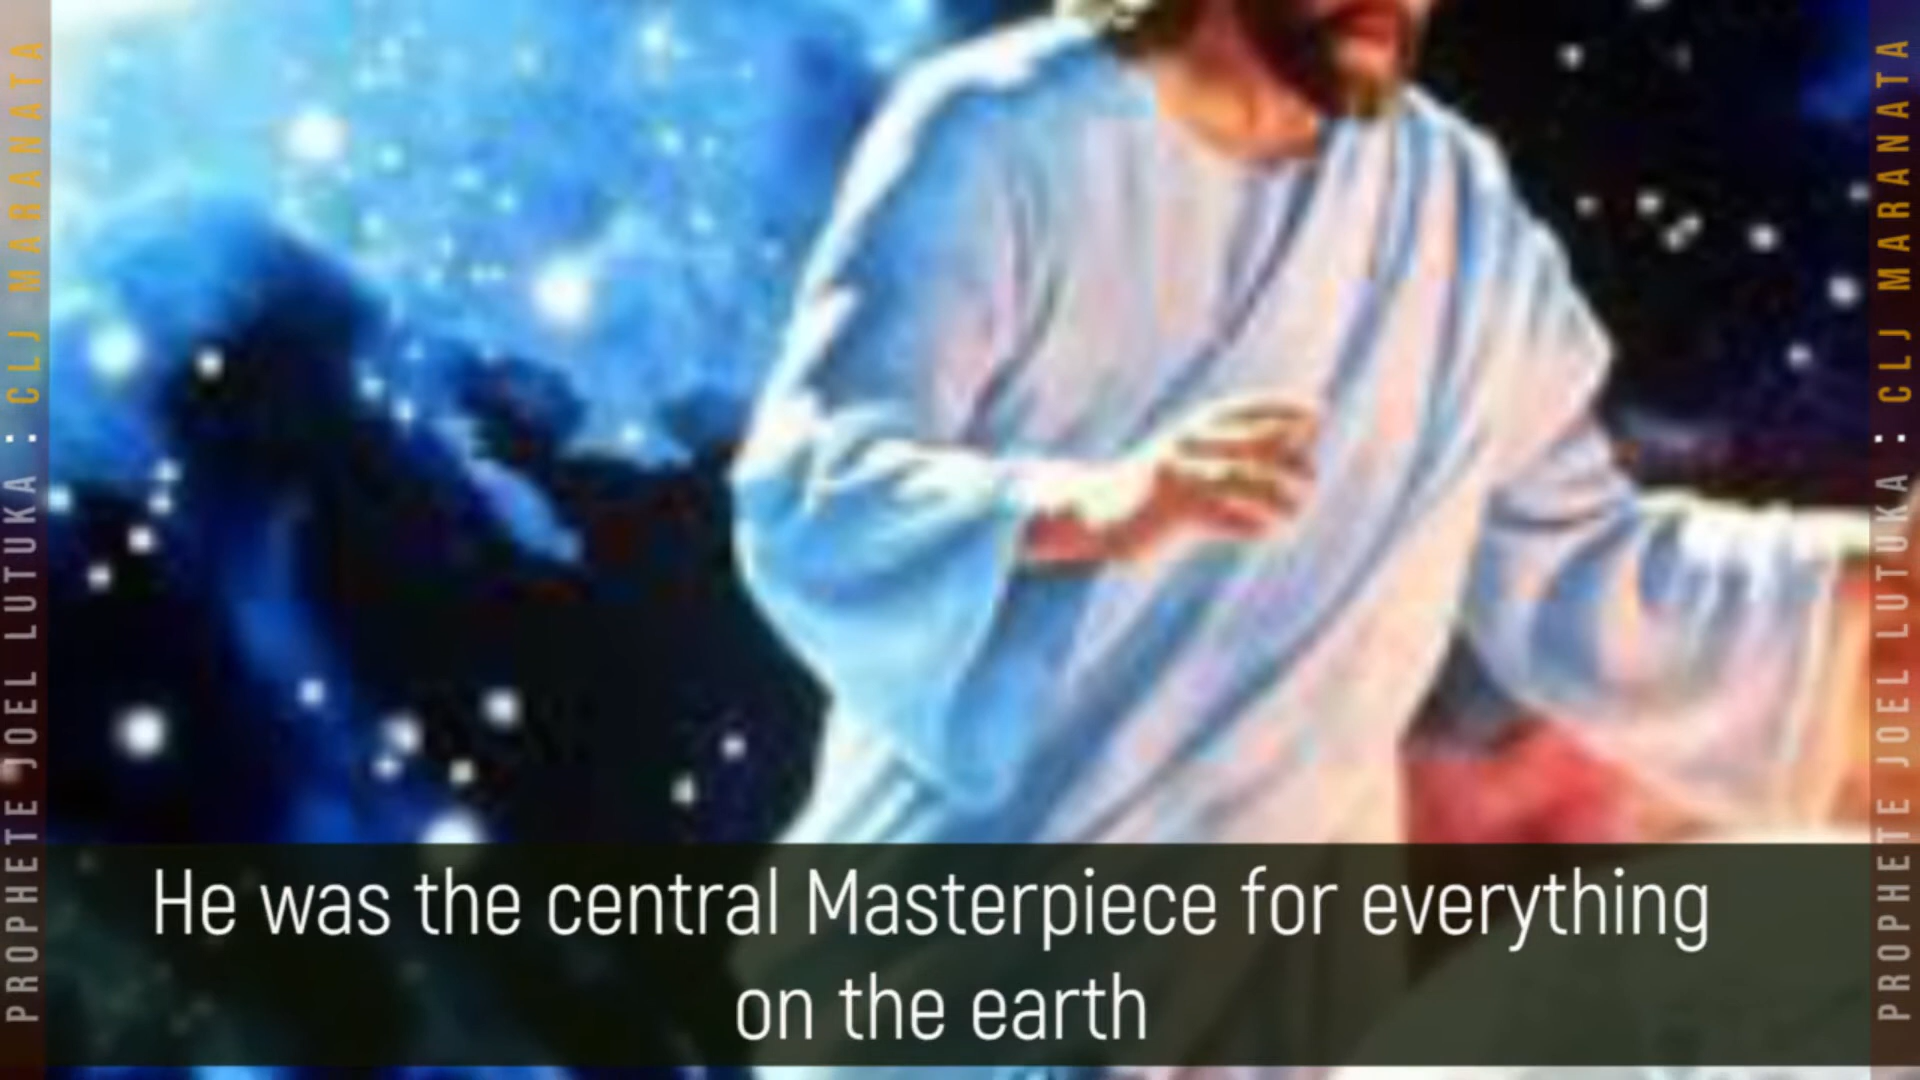 PROPHETE JOEL LUTUKA : CLJ MARANATA
He was the central Masterpiece for everything
on the earth
PROPHETE JOEL LUTUKA : CLJ MARANATA